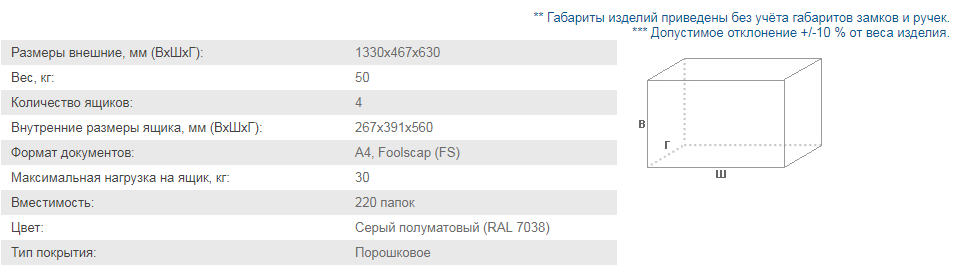 ** Габариты изделий приведены без учёта габаритов замков и ручек.
*** Допустимое отклонение +/-10 % от веса изделия.
Размеры внешние, мм (ВхШхГ): 1330x467x630
Вес, кг: 50
Количество ящиков: 4
Внутренние размеры ящика, мм (ВхШхГ): 267x391x560
Формат документов: A4, Foolscap (FS)
Максимальная нагрузка на ящик, кг: 30
Вместимость: 220 папок
Цвет: Серый полуматовый (RAL 7038)
Тип покрытия: Порошковое
В
Г
Ш